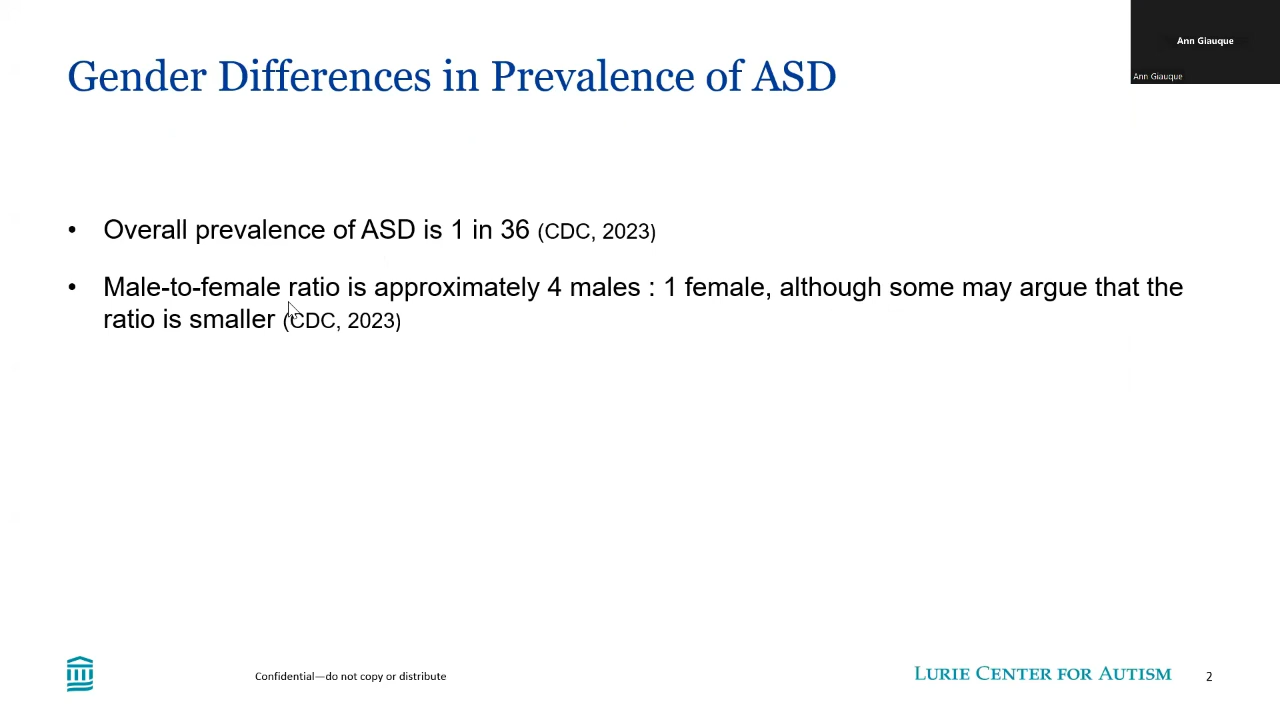 Ann Giauque
Ann Giauque
Gender Differences in Prevalence of ASD
• Overall prevalence of ASD is 1 in 36 (CDC, 2023)
• Male-to-female ratio is approximately 4 males : 1 female, although some may argue that the
ratio is smaller (CDC, 2023)
Confidential—do not copy or distribute
LURIE CENTER FOR AUTISM
2